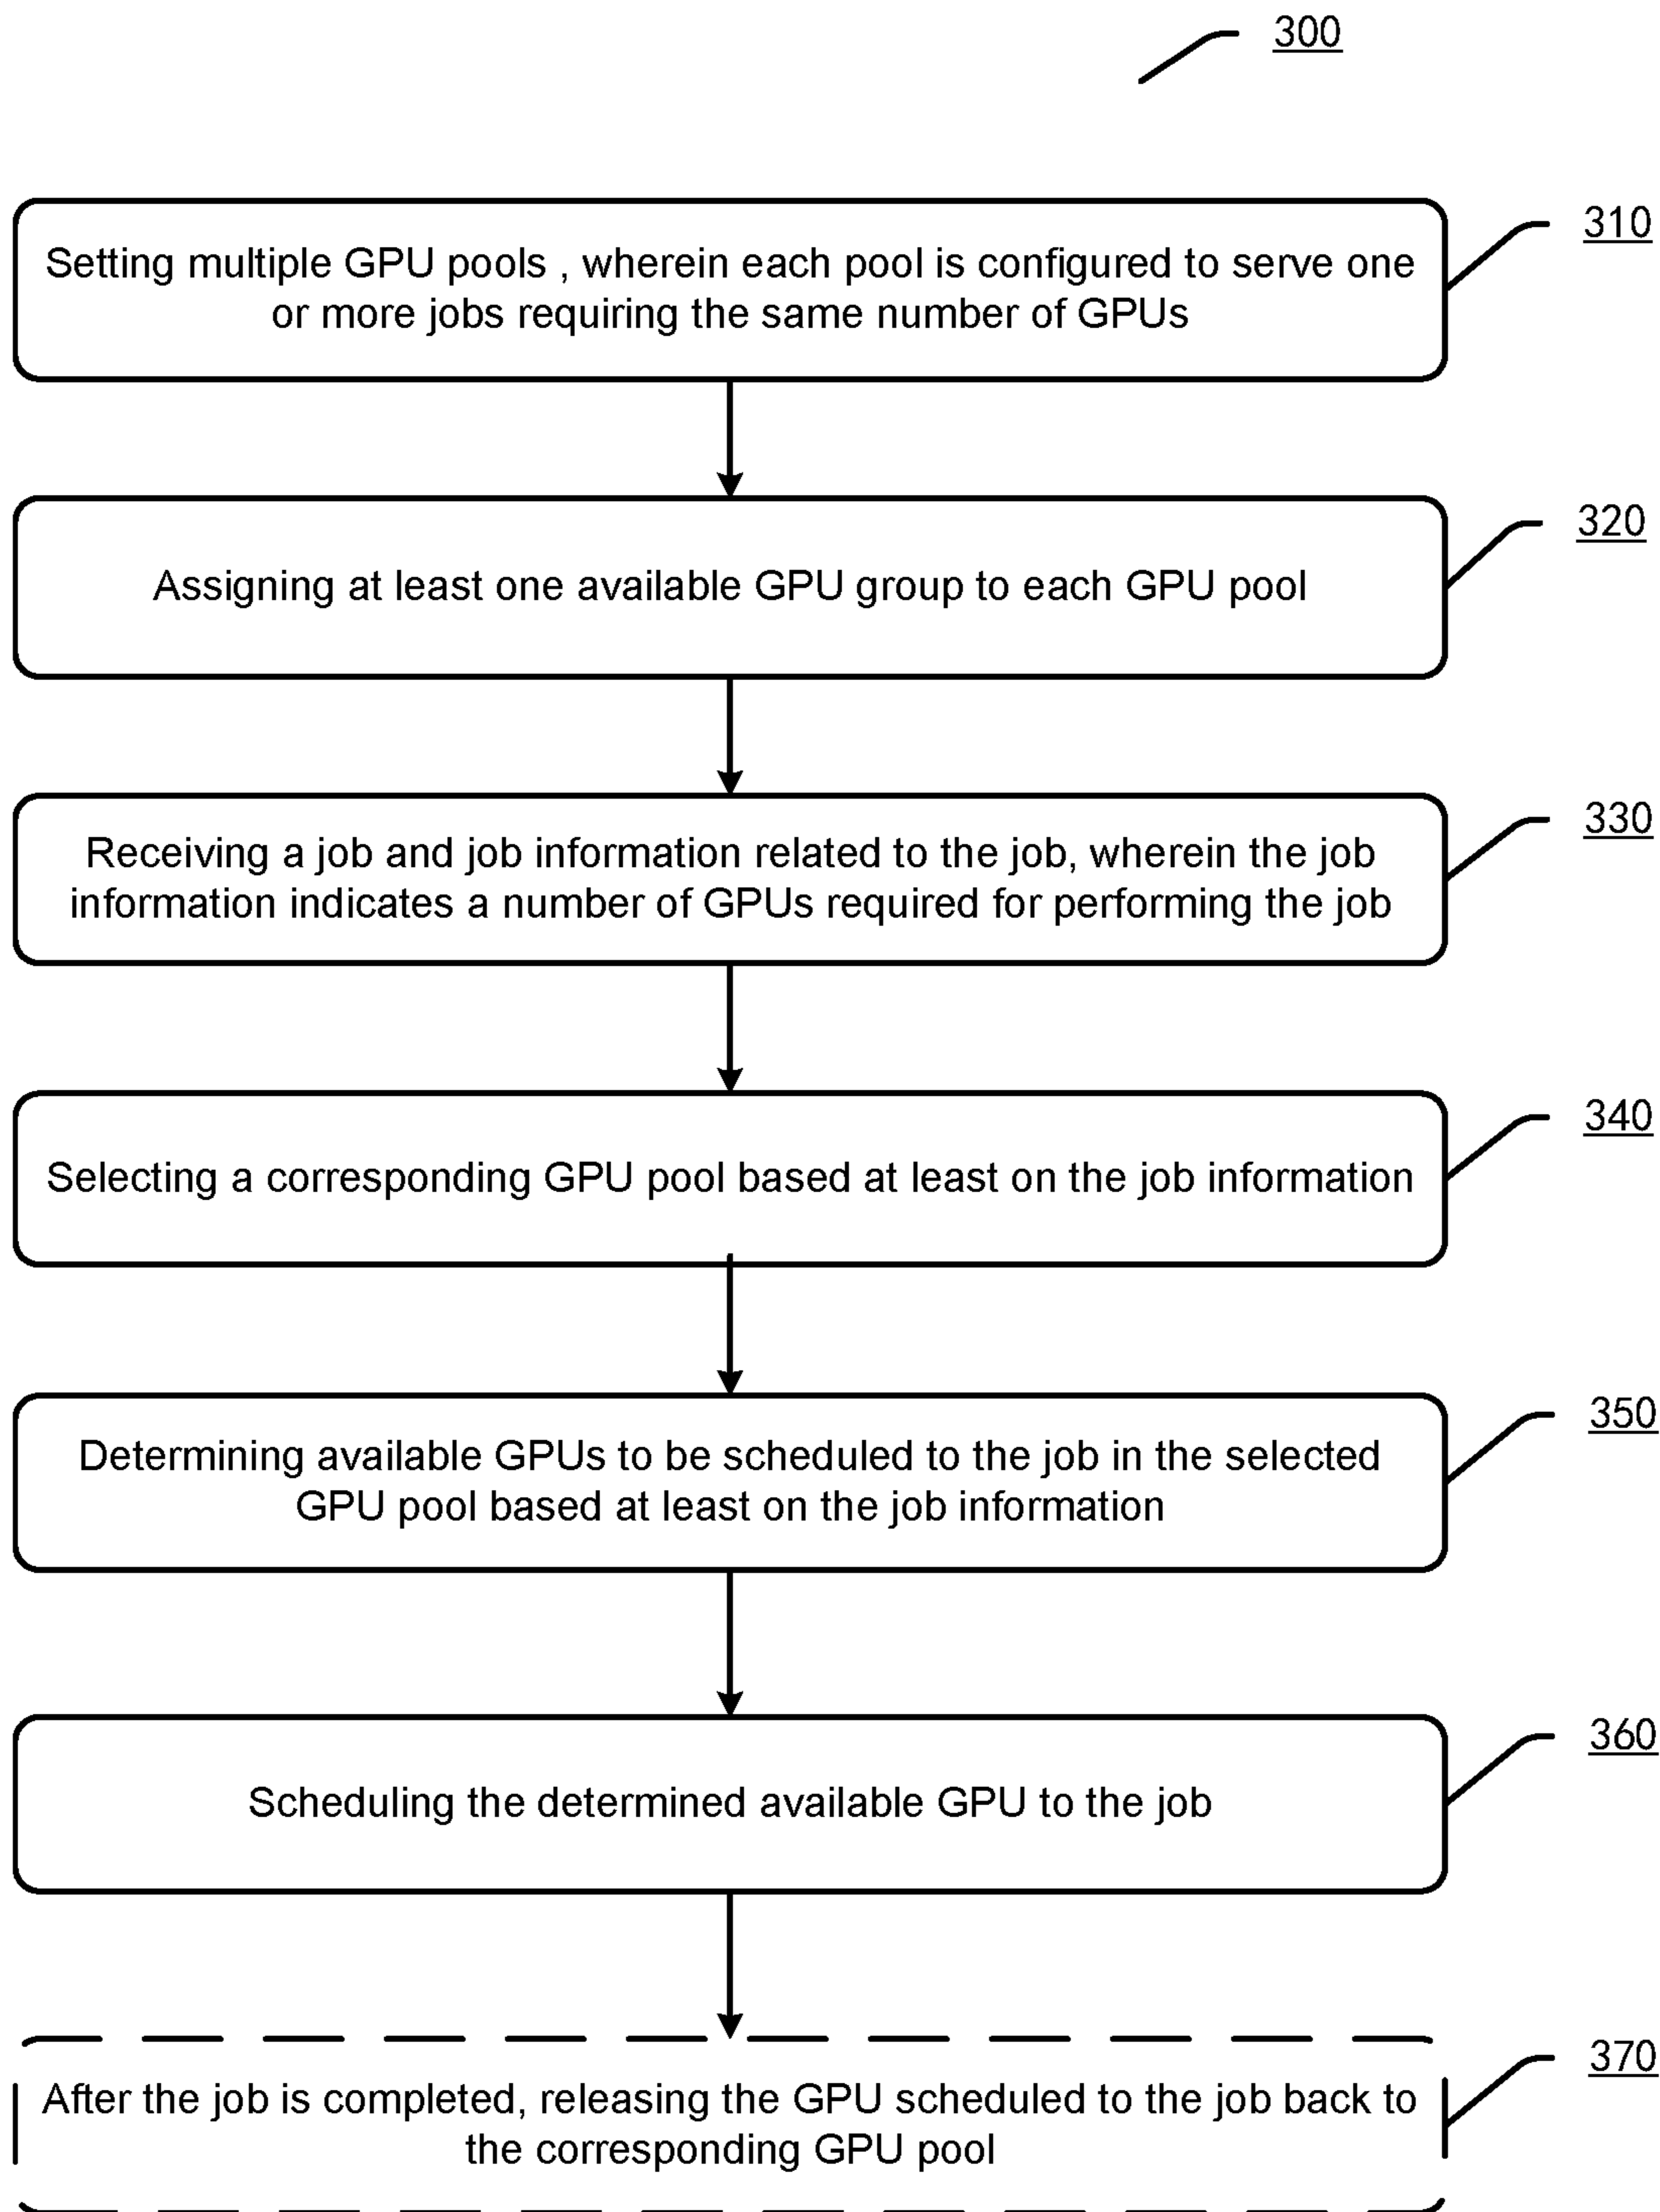 300
310
Setting multiple GPU pools , wherein each pool is configured to serve one
or more jobs requiring the same number of GPUs
320
Assigning at least one available GPU group to each GPU pool
330
Receiving a job and job information related to the job, wherein the job
information indicates a number of GPUs required for performing the job
340
Selecting a corresponding GPU pool based at least on the job information
350
Determining available GPUs to be scheduled to the job in the selected
GPU pool based at least on the job information
360
Scheduling the determined available GPU to the job
370
After the job is completed, releasing the GPU scheduled to the job back to
the corresponding GPU pool